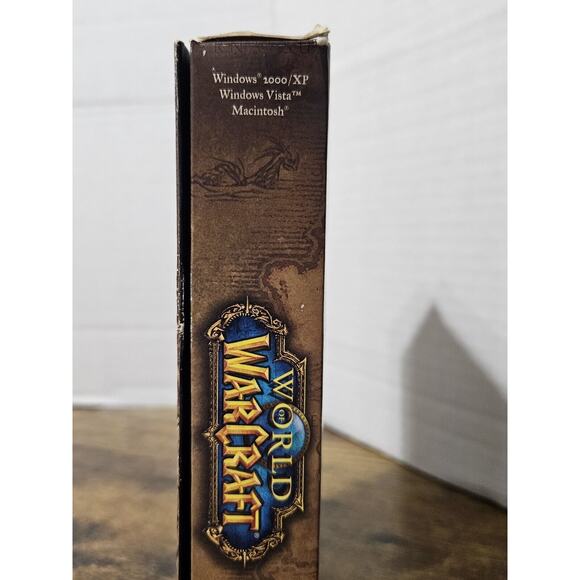 Windows® 2000/XP
Windows Vista™
Macintosh®
WORLD
OF
WARCRAFT®